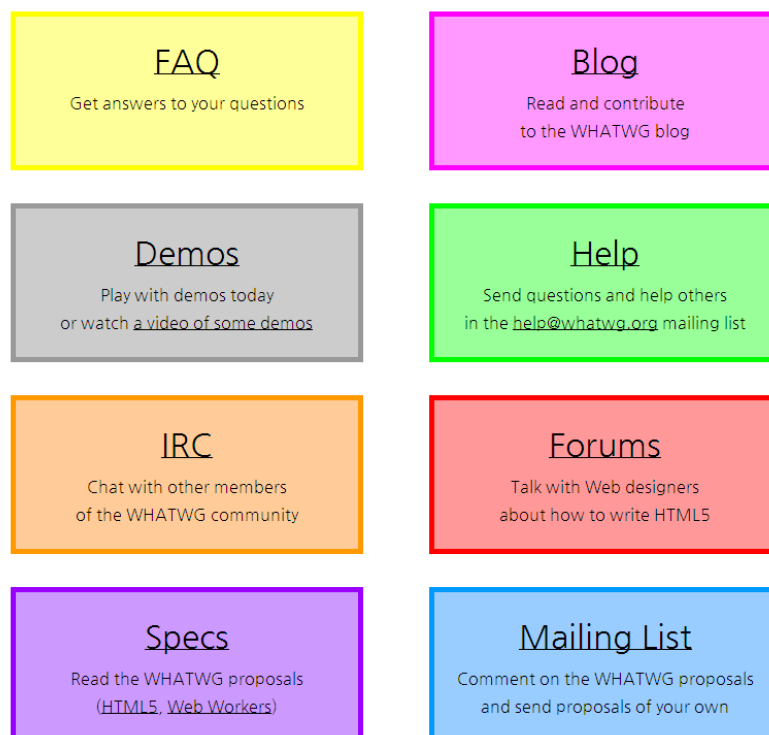 FAQ
Get answers to your questions
Blog
Read and contribute
to the WHATWG blog
Demos
Play with demos today
or watch a video of some demos
Help
Send questions and help others
in the help@whatwg.org mailing list
IRC
Chat with other members
of the WHATWG community
Forums
Talk with Web designers
about how to write HTML5
Specs
Read the WHATWG proposals
(HTML5, Web Workers)
Mailing List
Comment on the WHATWG proposals
and send proposals of your own